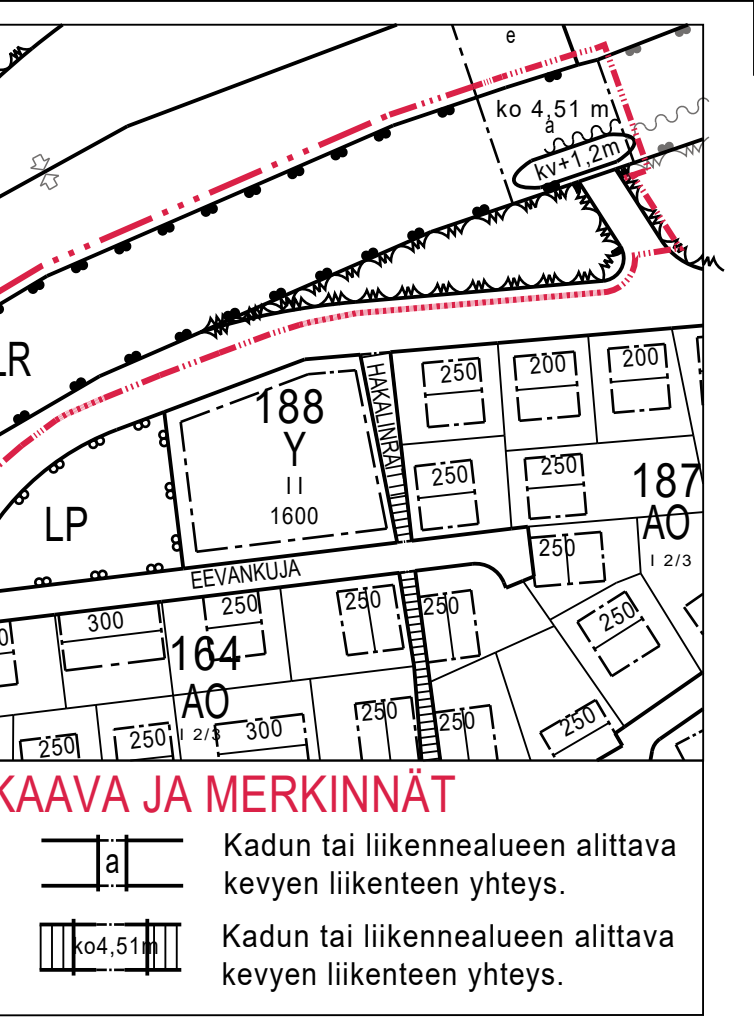 e
ko 4,51 m
a
kv+1,2m
LR
250
200
200
188
HAKALINRAITTI
Y
II
1600
250
250
187
AO
I 2/3
LP
250
EEVANKUJA
300
250
250
250
250
164
AO
I 2/3
300
250
250
250
250
250
KAAVA JA MERKINNÄT
a
Kadun tai liikennealueen alittava
kevyen liikenteen yhteys.
ko4,51m
Kadun tai liikennealueen alittava
kevyen liikenteen yhteys.